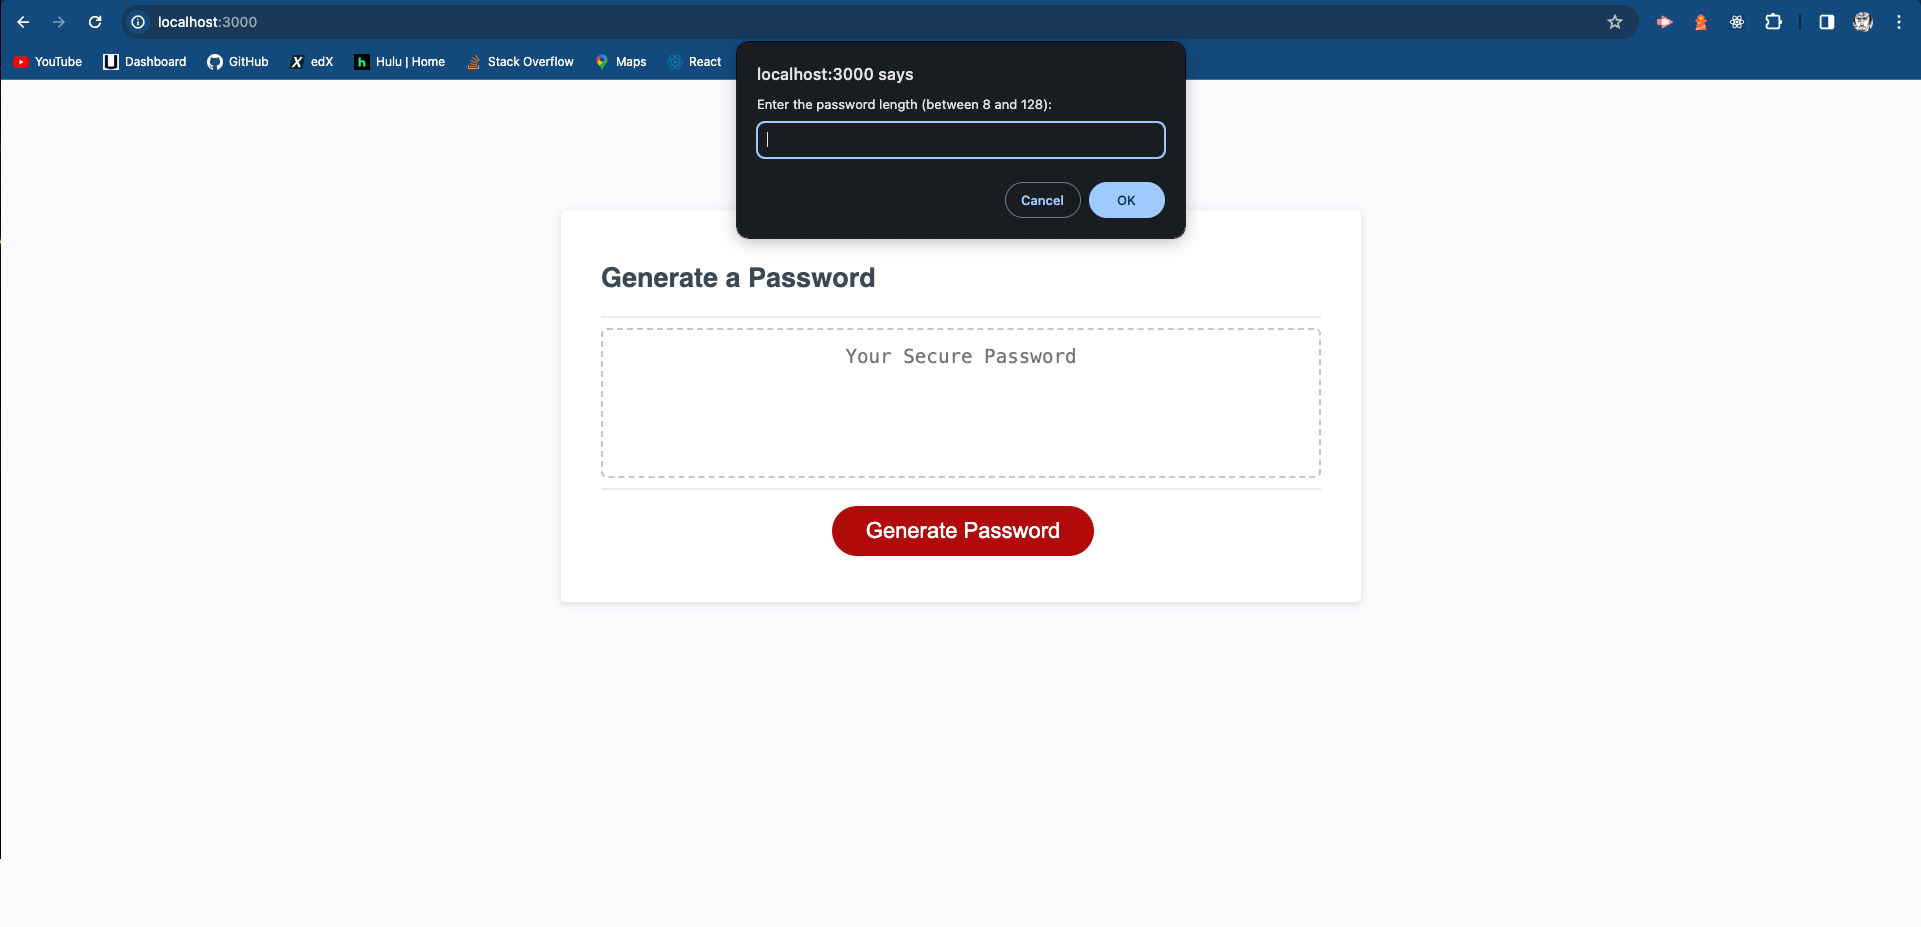 localhost:3000
YouTube Dashboard GitHub edX Hulu | Home Stack Overflow Maps React
localhost:3000 says
Enter the password length (between 8 and 128):
Cancel OK
Generate a Password
Your Secure Password
Generate Password